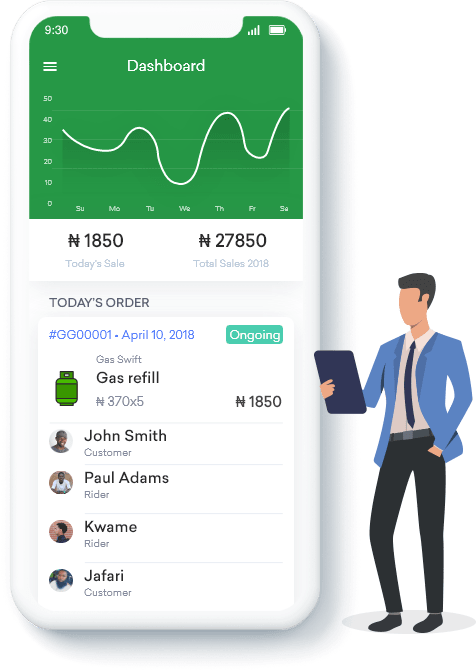 9:30
Dashboard
50
40
30
20
10
0
Su Mo Tu We Th Fr Sa
₦ 1850 ₦ 27850
Today's Sale Total Sales 2018
TODAY'S ORDER
#GG00001 - April 10, 2018 Ongoing
Gas Swift
Gas refill
₦ 370x5 ₦ 1850
John Smith
Customer
Paul Adams
Rider
Kwame
Rider
Jafari
Customer